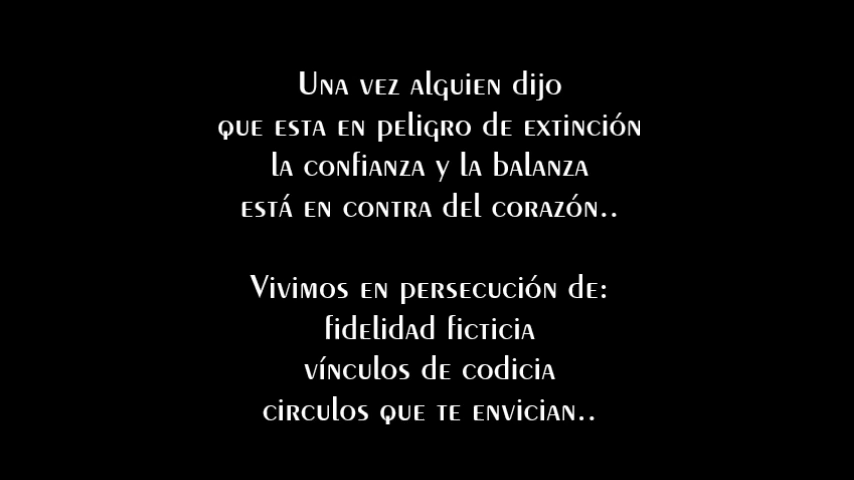 Una vez alguien dijo
que esta en peligro de extinción
la confianza y la balanza
está en contra del corazón..
Vivimos en persecución de:
fidelidad ficticia
vínculos de codicia
circulos que te envician..